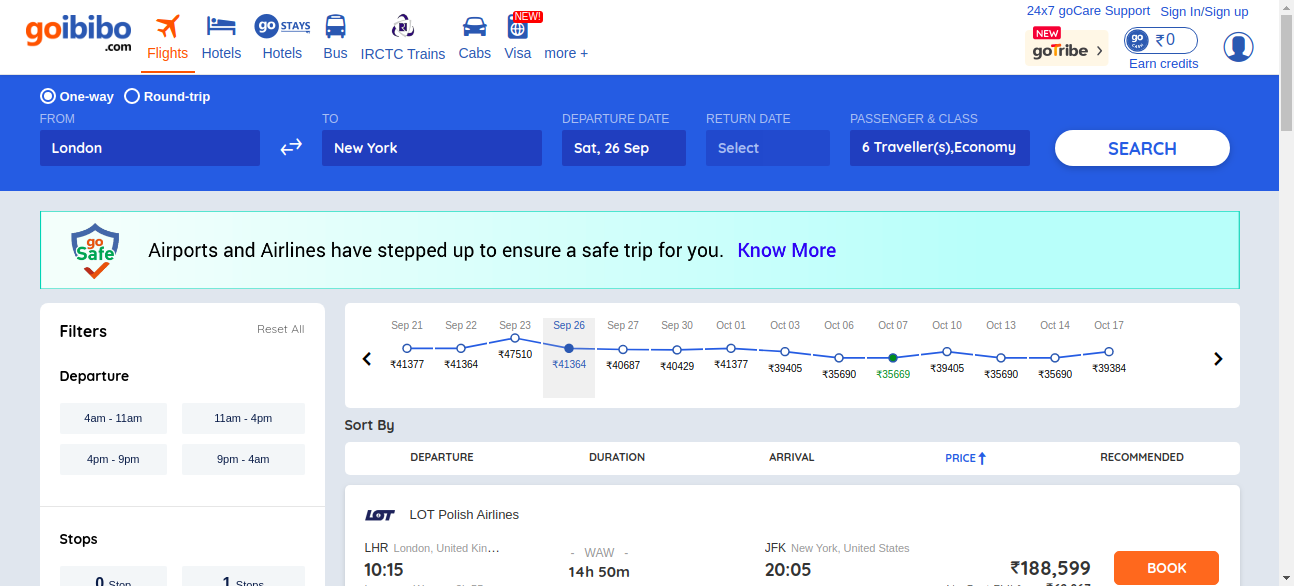 goibibo
.com
Flights
Hotels
go STAYS
Hotels
Bus
IRCTC Trains
Cabs
NEW!
Visa
more +
24x7 goCare Support Sign In/Sign up
NEW
goTribe
go CASH
₹0
Earn credits
One-way Round-trip
FROM TO DEPARTURE DATE RETURN DATE PASSENGER & CLASS
London New York Sat, 26 Sep Select 6 Traveller(s),Economy SEARCH
go Safe
Airports and Airlines have stepped up to ensure a safe trip for you. Know More
Filters Reset All
Departure
4am - 11am 11am - 4pm
4pm - 9pm 9pm - 4am
Stops
0 Stop 1 Stops
Sep 21 Sep 22 Sep 23 Sep 26 Sep 27 Sep 30 Oct 01 Oct 03 Oct 06 Oct 07 Oct 10 Oct 13 Oct 14 Oct 17
₹41377 ₹41364 ₹47510 ₹41364 ₹40687 ₹40429 ₹41377 ₹39405 ₹35690 ₹35669 ₹39405 ₹35690 ₹35690 ₹39384
Sort By
DEPARTURE DURATION ARRIVAL PRICE RECOMMENDED
LOT LOT Polish Airlines
LHR London, United Kin... - WAW - JFK New York, United States
10:15 14h 50m 20:05 ₹188,599 BOOK